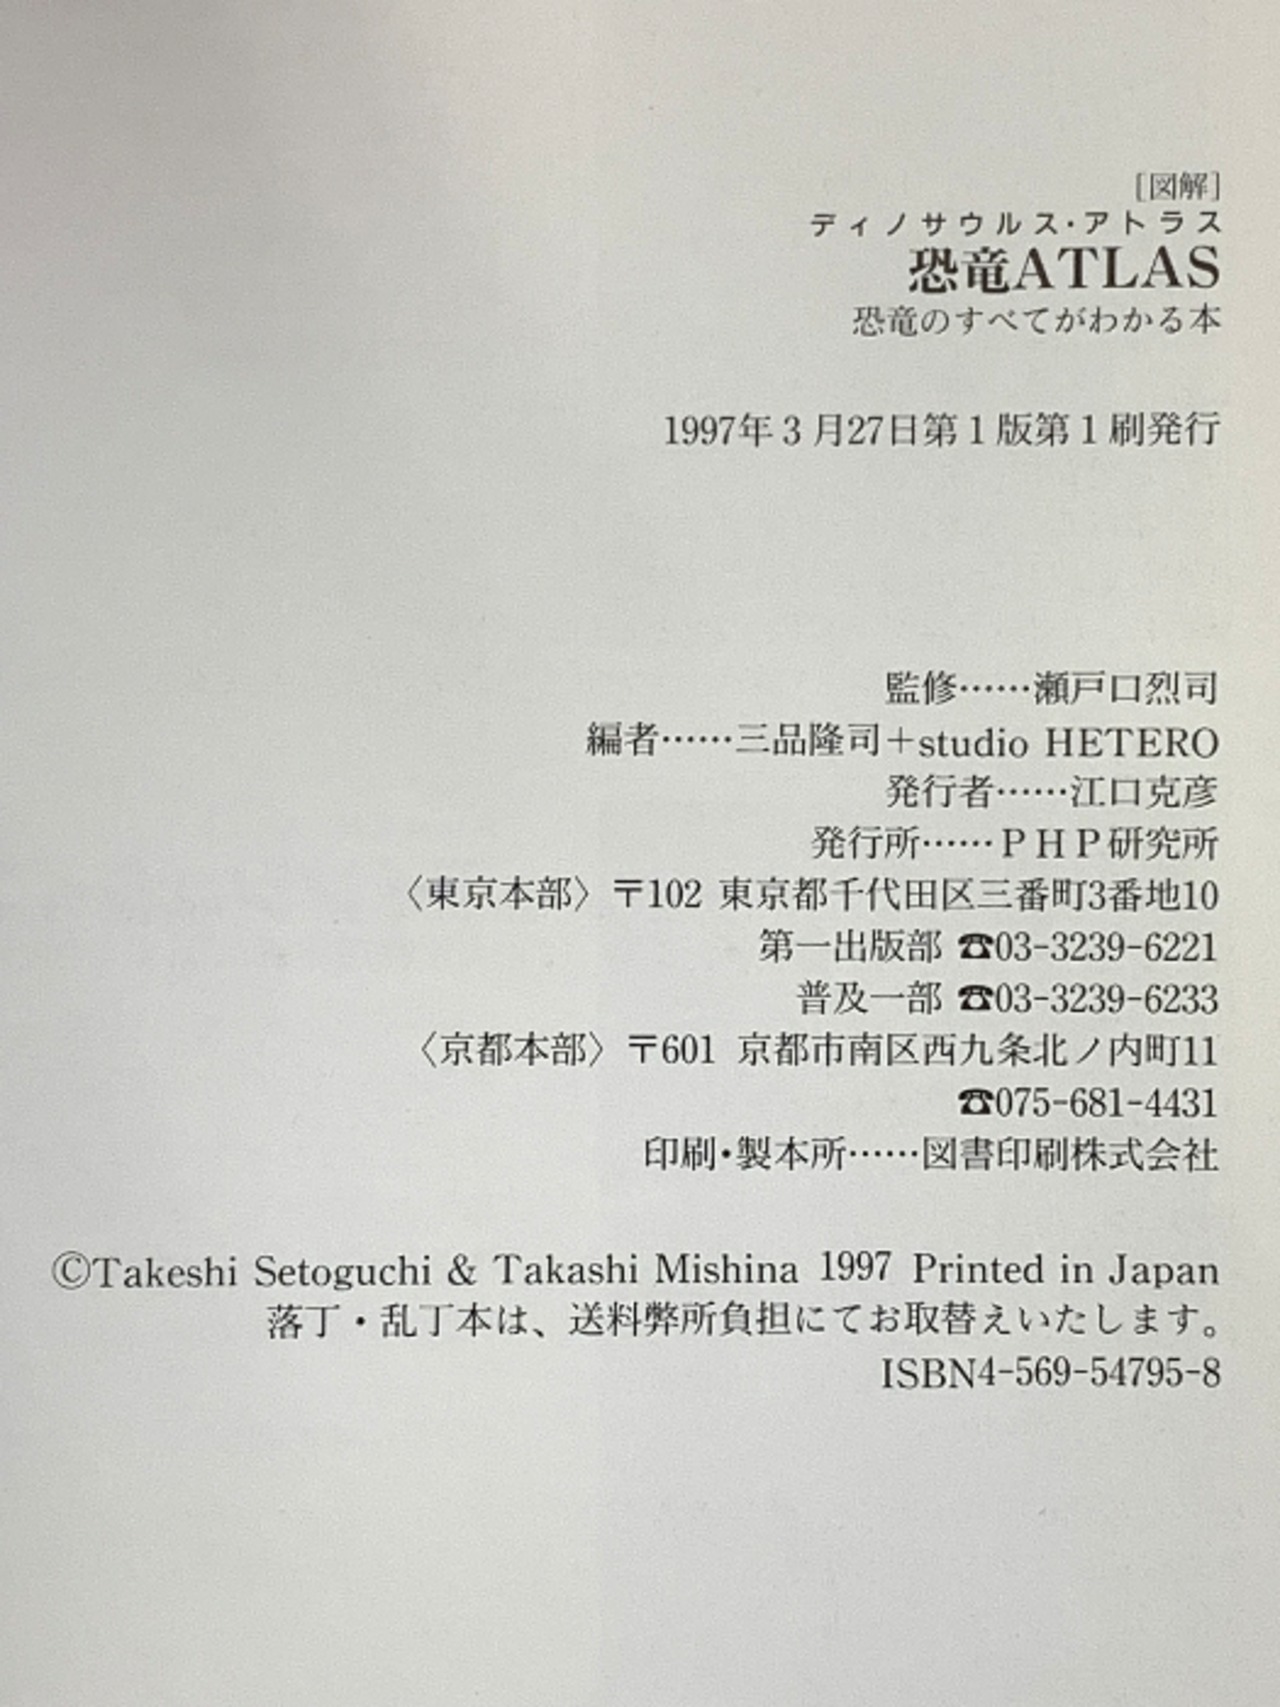 [図解]
ディノサウルス・アトラス
恐竜ATLAS
恐竜のすべてがわかる本
1997年3月27日第1版第1刷発行
監修……瀬戸口烈司
編者……三品隆司+studio HETERO
発行者……江口克彦
発行所……PHP研究所
〈東京本部〉〒102 東京都千代田区三番町3番地10
第一出版部 ☎03-3239-6221
普及一部 ☎03-3239-6233
〈京都本部〉〒601 京都市南区西九条北ノ内町11
☎075-681-4431
印刷・製本所……図書印刷株式会社
©Takeshi Setoguchi & Takashi Mishina 1997 Printed in Japan
落丁・乱丁本は、送料弊所負担にてお取替えいたします。
ISBN4-569-54795-8